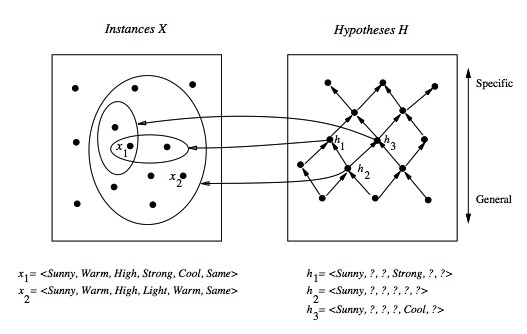 Instances X
Hypotheses H
Specific
x1
h1
h3
x2
h2
General
x1= <Sunny, Warm, High, Strong, Cool, Same>
x2= <Sunny, Warm, High, Light, Warm, Same>
h1= <Sunny, ?, ?, Strong, ?, ?>
h2= <Sunny, ?, ?, ?, ?, ?>
h3= <Sunny, ?, ?, ?, Cool, ?>